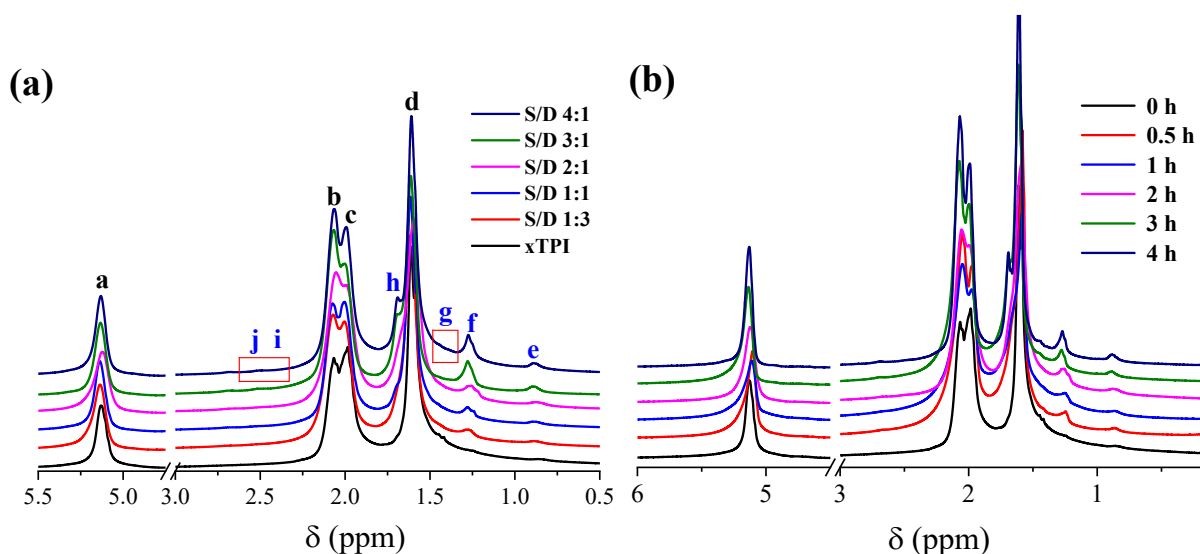 (a)
S/D 4:1
S/D 3:1
S/D 2:1
S/D 1:1
S/D 1:3
xTPI
a
b
c
d
h
g
f
e
j i
5.5 5.0 3.0 2.5 2.0 1.5 1.0 0.5
δ (ppm)
(b)
0 h
0.5 h
1 h
2 h
3 h
4 h
6 5 3 2 1
δ (ppm)